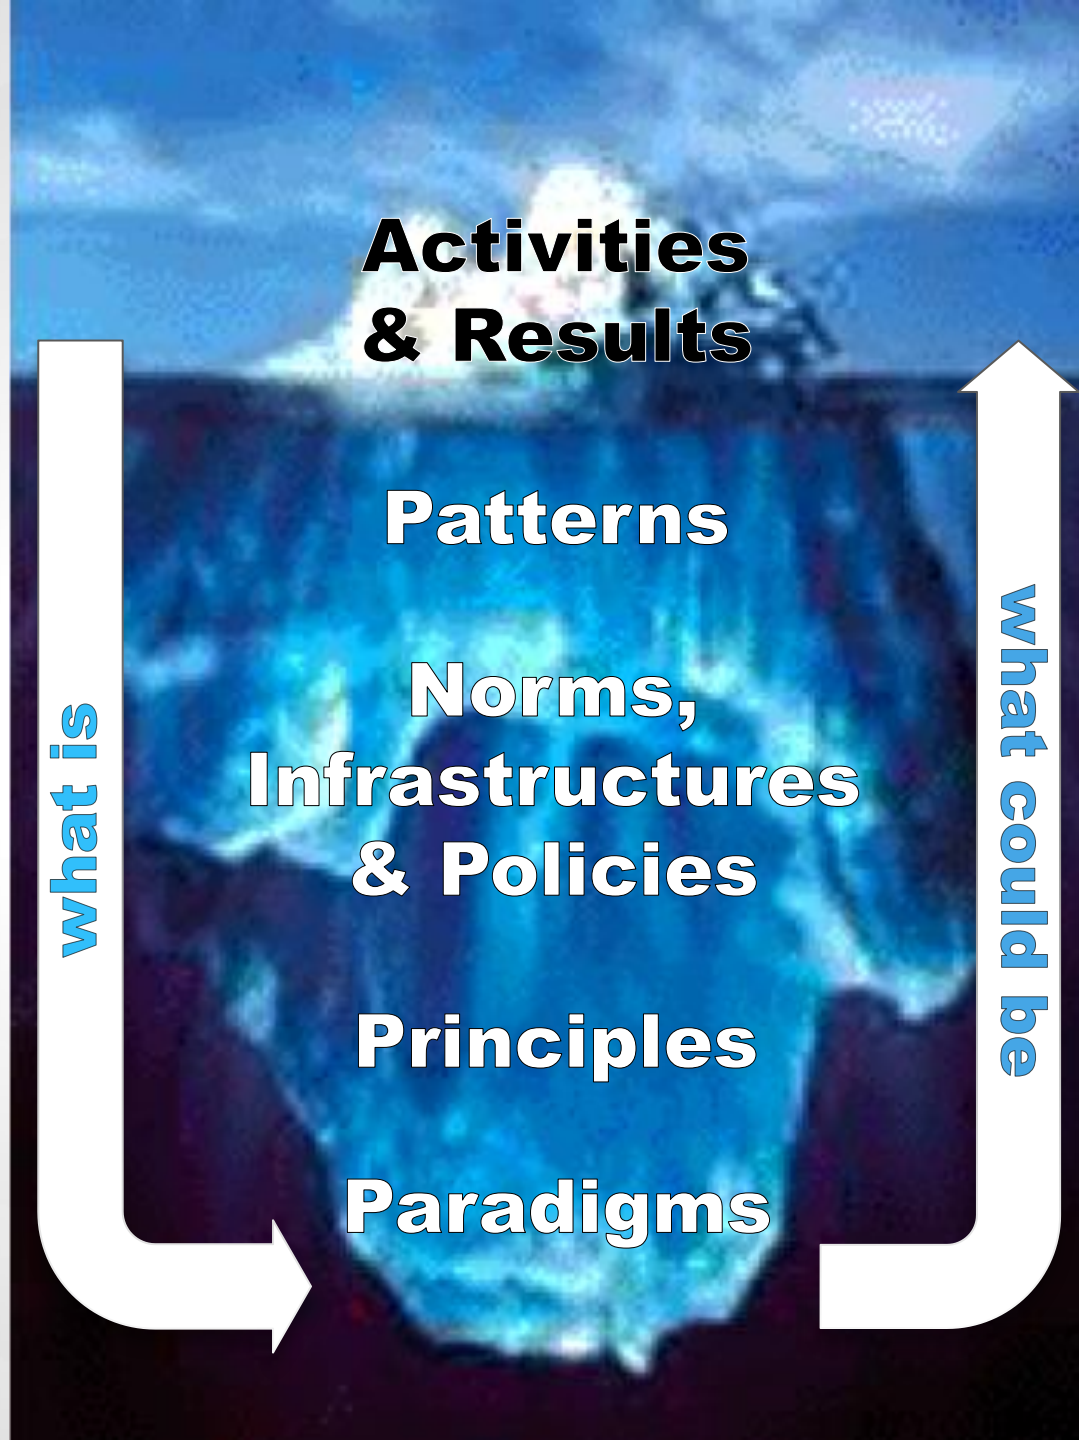 Activities
& Results
Patterns
Norms,
Infrastructures
& Policies
Principles
Paradigms
what is
what could be